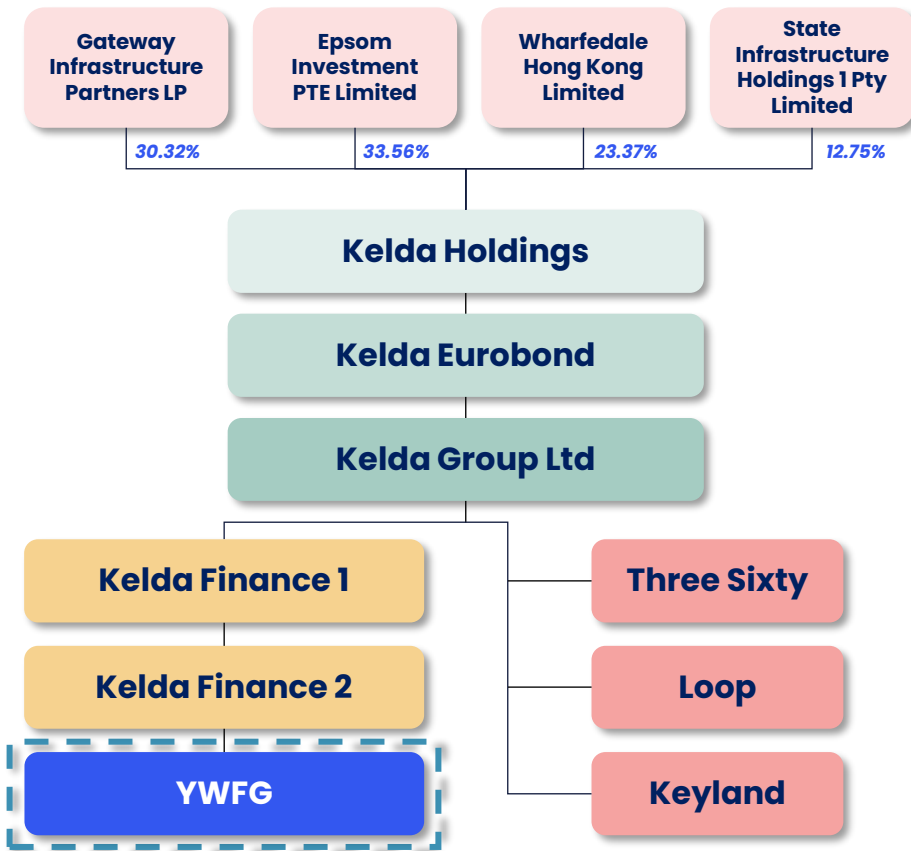 Gateway
Infrastructure
Partners LP
Epsom
Investment
PTE Limited
Wharfedale
Hong Kong
Limited
State
Infrastructure
Holdings 1 Pty
Limited
30.32%
33.56%
23.37%
12.75%
Kelda Holdings
Kelda Eurobond
Kelda Group Ltd
Kelda Finance 1
Three Sixty
Kelda Finance 2
Loop
YWFG
Keyland